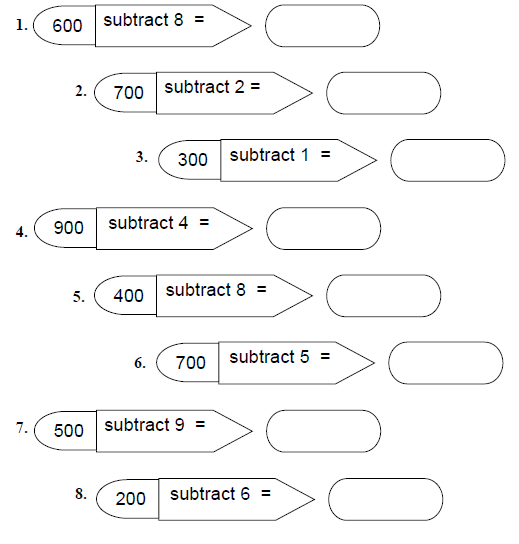 1. 600 subtract 8 =
2. 700 subtract 2 =
3. 300 subtract 1 =
4. 900 subtract 4 =
5. 400 subtract 8 =
6. 700 subtract 5 =
7. 500 subtract 9 =
8. 200 subtract 6 =